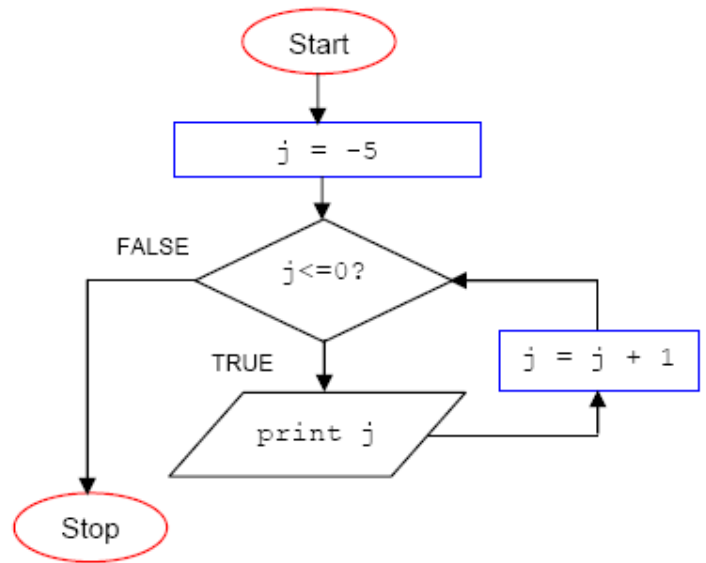 Start
j = -5
FALSE
j<=0?
TRUE
j = j + 1
print j
Stop